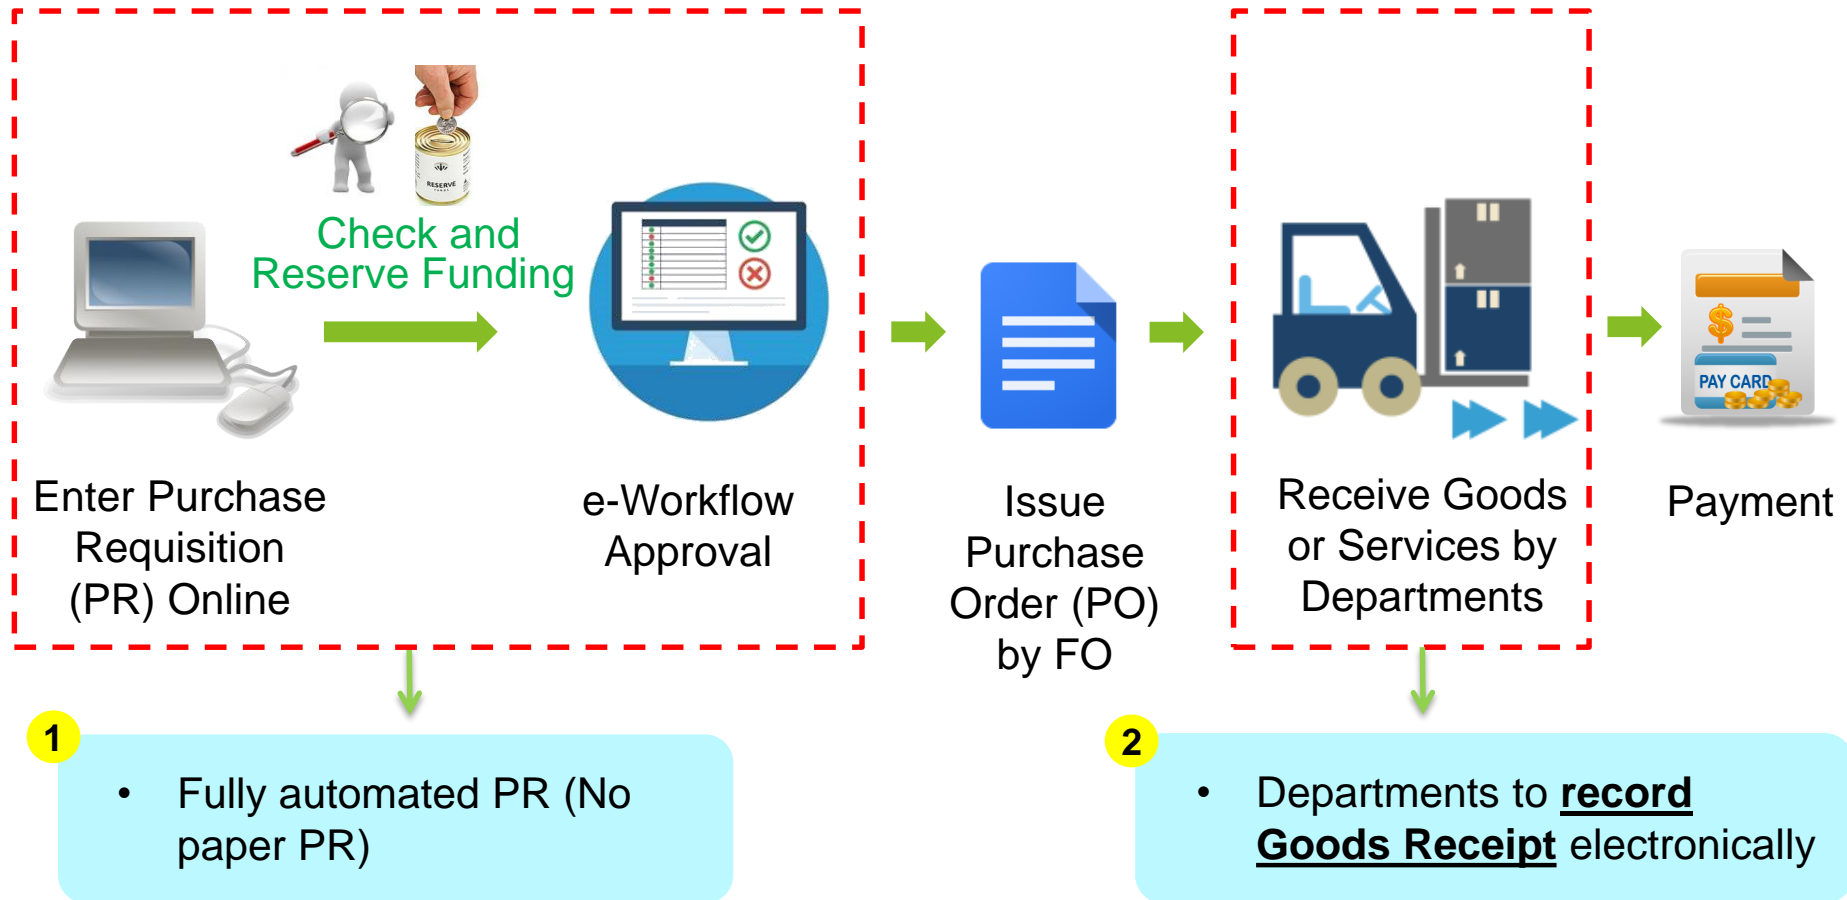 RESERVE
Check and
Reserve Funding
PAY CARD
Enter Purchase
Requisition
(PR) Online
e-Workflow
Approval
Issue
Purchase
Order (PO)
by FO
Receive Goods
or Services by
Departments
Payment
1
• Fully automated PR (No
paper PR)
2
• Departments to record
Goods Receipt electronically